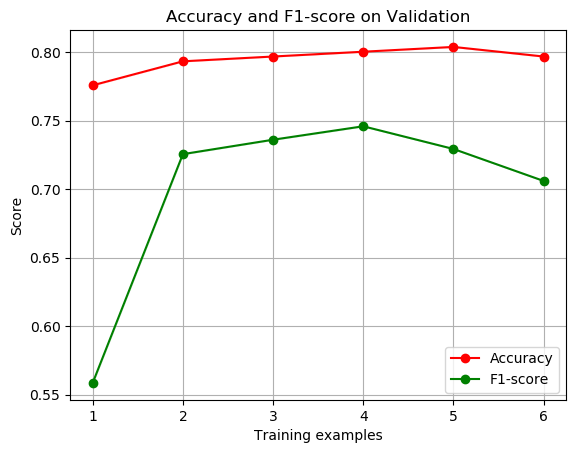 Accuracy and F1-score on Validation
0.80
0.75
0.70
0.65
0.60
0.55
Score
1 2 3 4 5 6
Training examples
Accuracy
F1-score